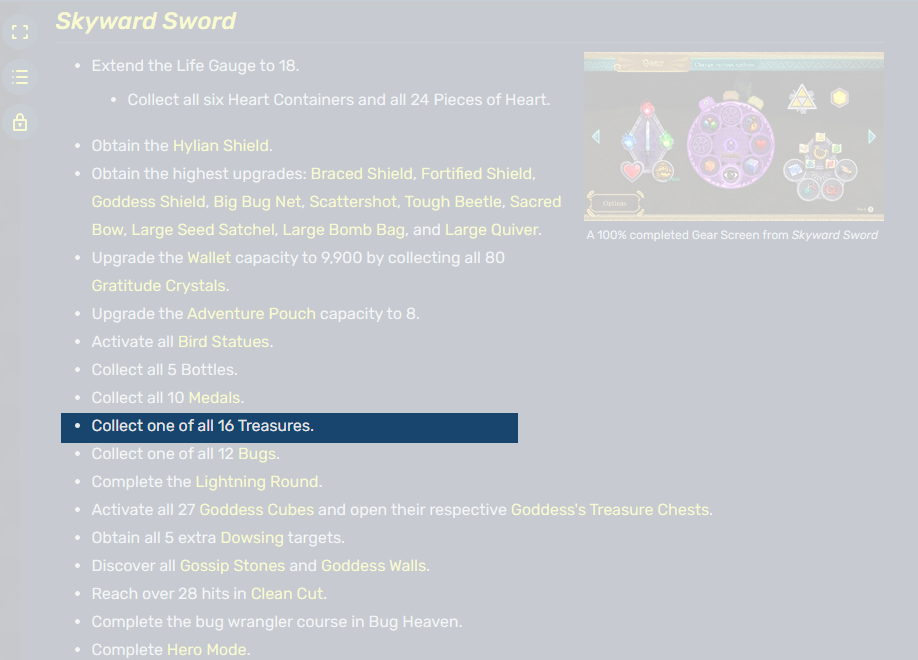 Skyward Sword
• Extend the Life Gauge to 18.
• Collect all six Heart Containers and all 24 Pieces of Heart.
• Obtain the Hylian Shield.
• Obtain the highest upgrades: Braced Shield, Fortified Shield,
Goddess Shield, Big Bug Net, Scattershot, Tough Beetle, Sacred
Bow, Large Seed Satchel, Large Bomb Bag, and Large Quiver.
• Upgrade the Wallet capacity to 9,900 by collecting all 80
Gratitude Crystals.
• Upgrade the Adventure Pouch capacity to 8.
• Activate all Bird Statues.
• Collect all 5 Bottles.
• Collect all 10 Medals.
• Collect one of all 16 Treasures.
• Collect one of all 12 Bugs.
• Complete the Lightning Round.
• Activate all 27 Goddess Cubes and open their respective Goddess's Treasure Chests.
• Obtain all 5 extra Dowsing targets.
• Discover all Gossip Stones and Goddess Walls.
• Reach over 28 hits in Clean Cut.
• Complete the bug wrangler course in Bug Heaven.
• Complete Hero Mode.
Gear
Options
A 100% completed Gear Screen from Skyward Sword